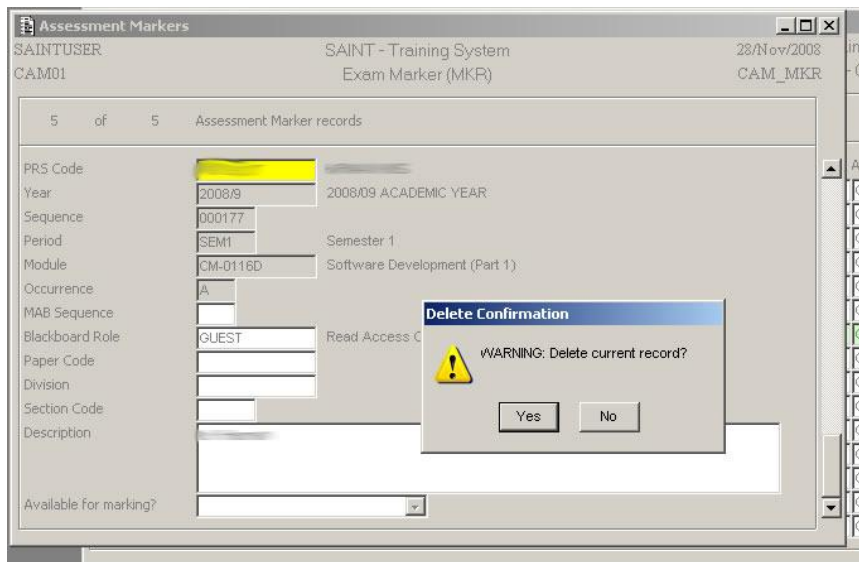 Assessment Markers
SAINTUSER SAINT - Training System 28/Nov/2008
CAM01 Exam Marker (MKR) CAM_MKR
5 of 5 Assessment Marker records
PRS Code
Year 2008/9 2008/09 ACADEMIC YEAR
Sequence 000177
Period SEM1 Semester 1
Module CM-0116D Software Development (Part 1)
Occurrence A
MAB Sequence
Blackboard Role GUEST Read Access
Paper Code
Division
Section Code
Description
Available for marking?
Delete Confirmation
WARNING: Delete current record?
Yes No